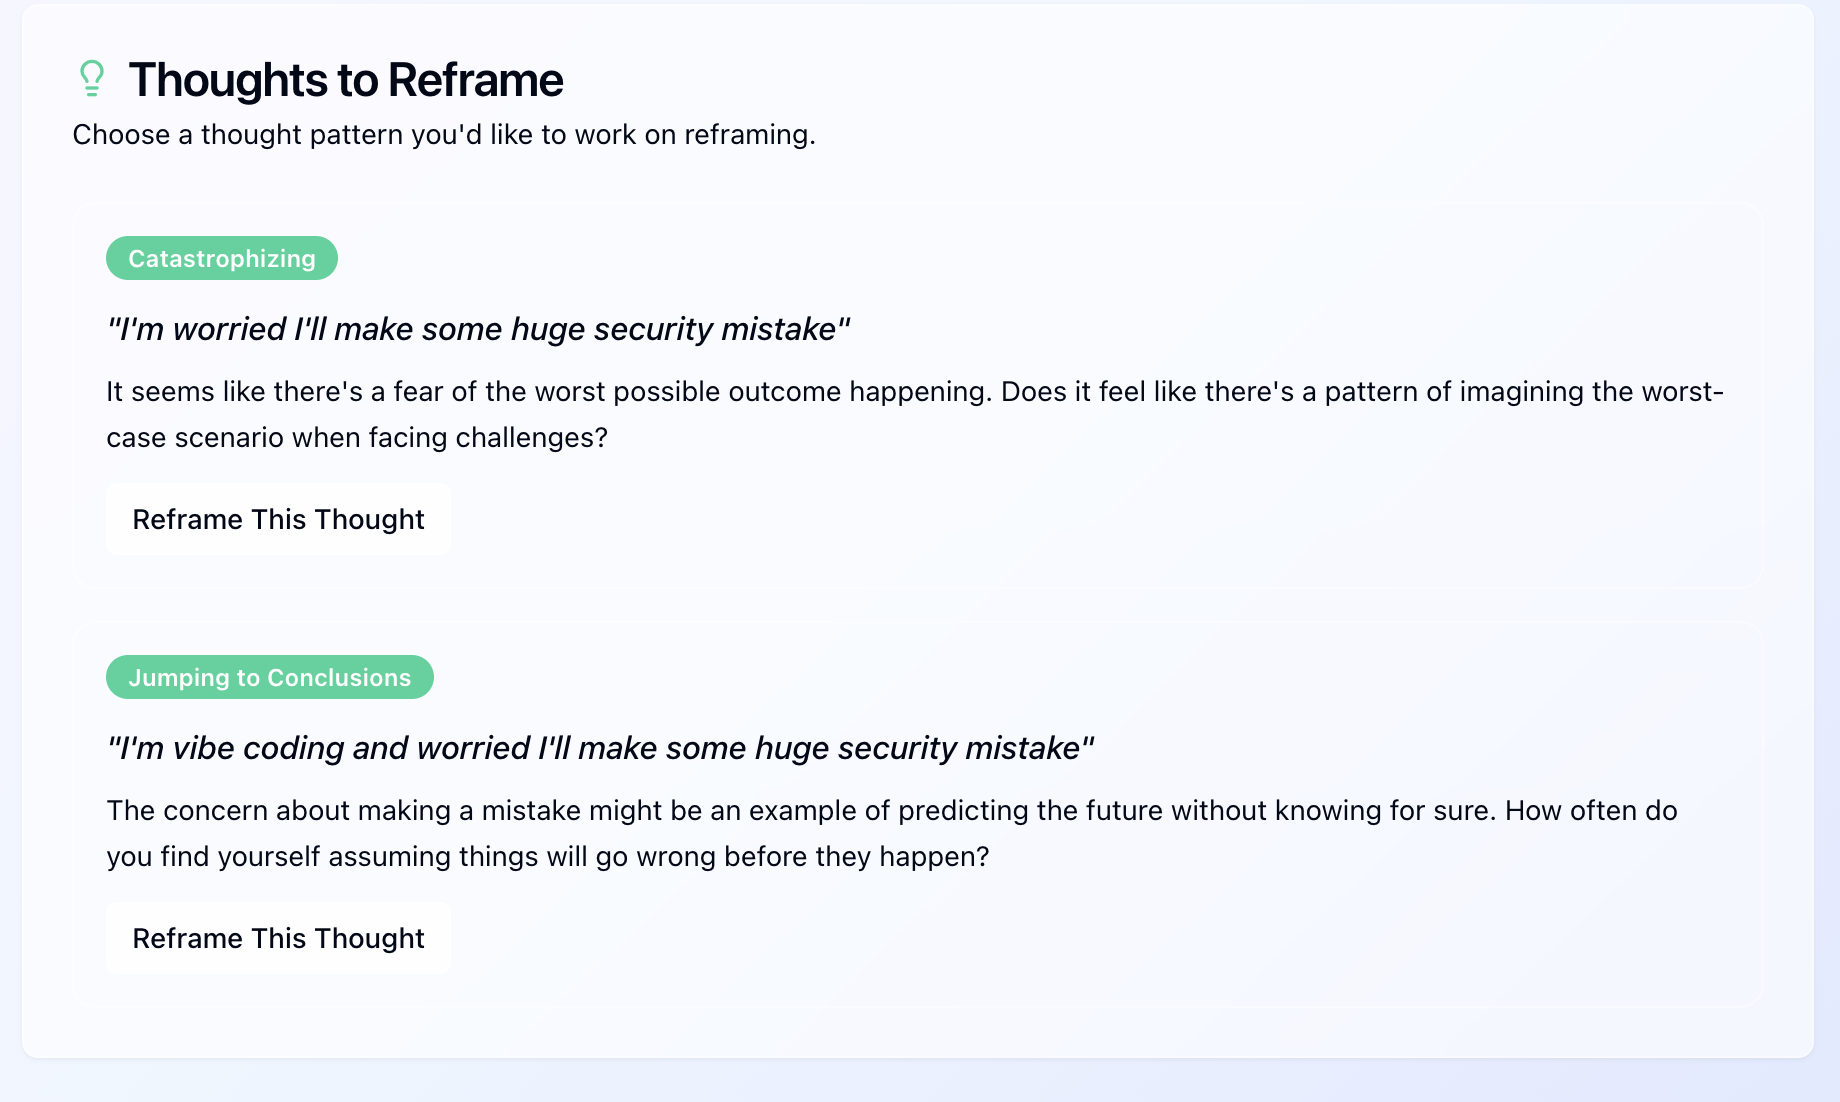 Thoughts to Reframe
Choose a thought pattern you'd like to work on reframing.
Catastrophizing
"I'm worried I'll make some huge security mistake"
It seems like there's a fear of the worst possible outcome happening. Does it feel like there's a pattern of imagining the worst-
case scenario when facing challenges?
Reframe This Thought
Jumping to Conclusions
"I'm vibe coding and worried I'll make some huge security mistake"
The concern about making a mistake might be an example of predicting the future without knowing for sure. How often do
you find yourself assuming things will go wrong before they happen?
Reframe This Thought